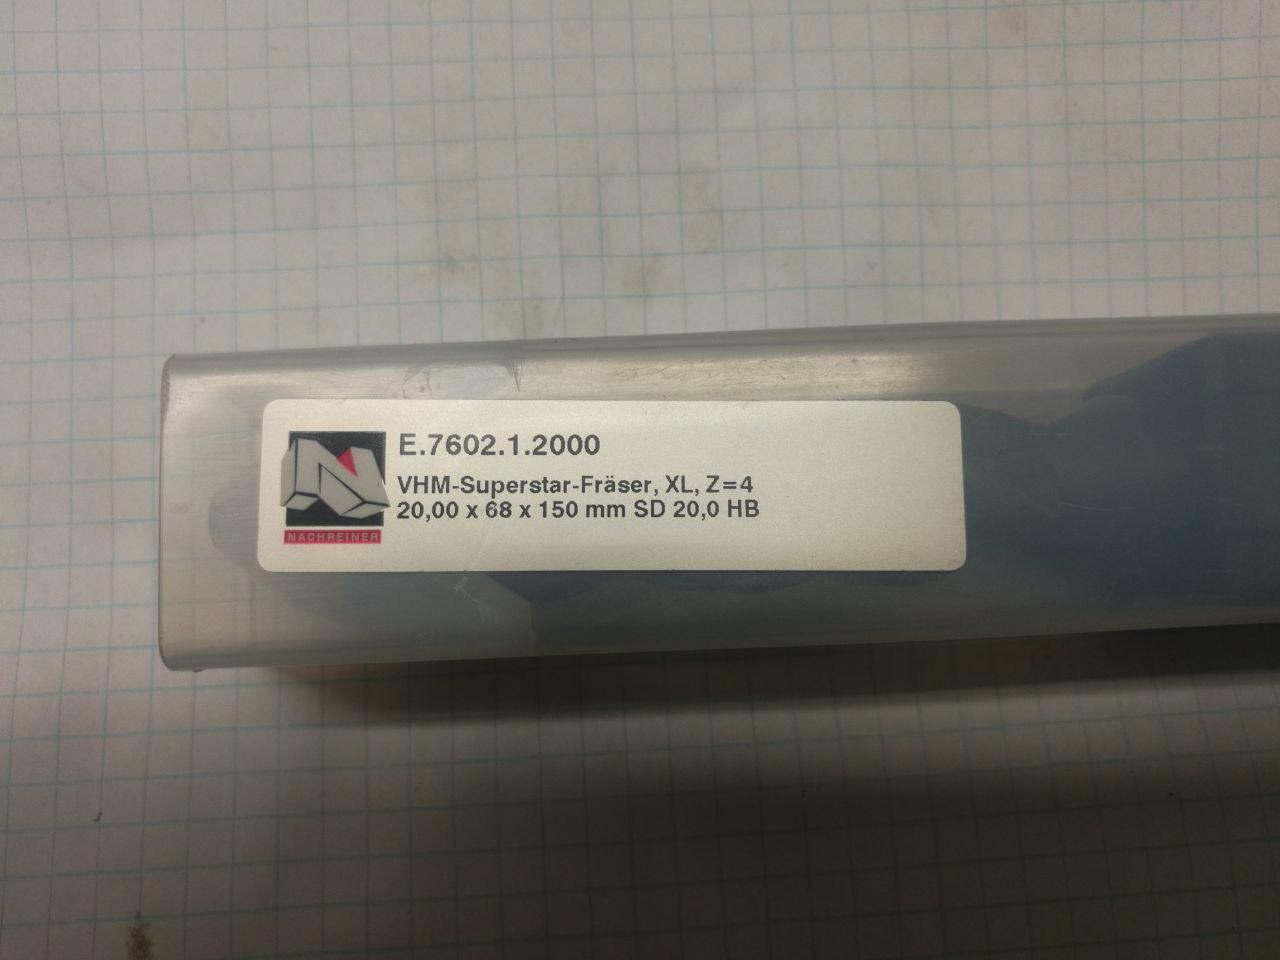 E.7602.1.2000
VHM-Superstar-Fräser, XL, Z=4
20,00 x 68 x 150 mm SD 20,0 HB
NACHREINER